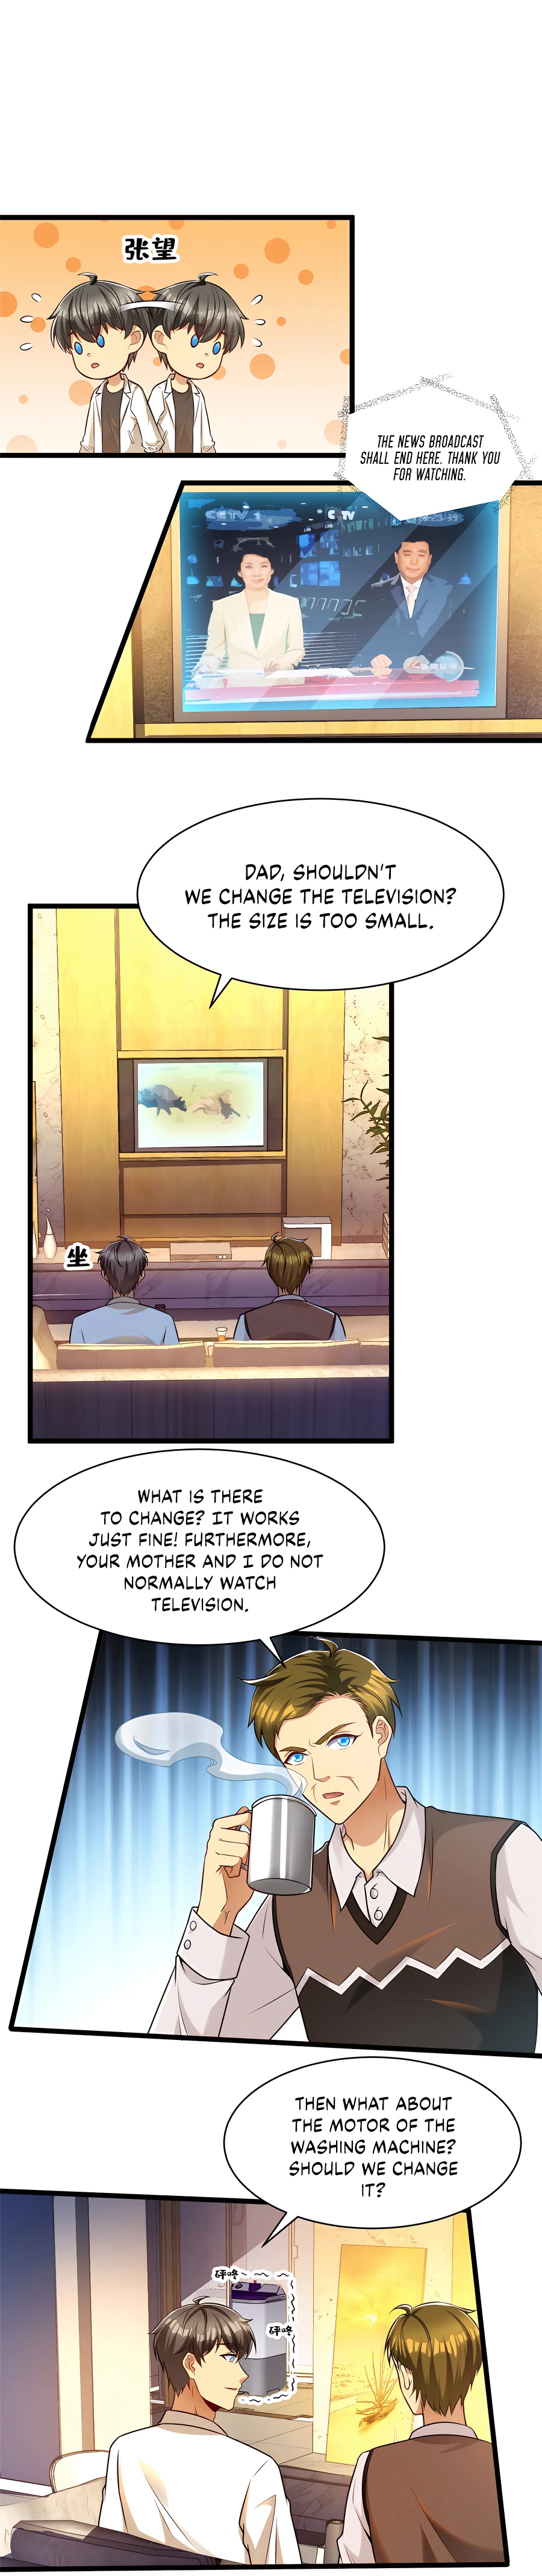 张望
THE NEWS BROADCAST
SHALL END HERE. THANK YOU
FOR WATCHING.
DAD, SHOULDN'T
WE CHANGE THE TELEVISION?
THE SIZE IS TOO SMALL.
坐
WHAT IS THERE
TO CHANGE? IT WORKS
JUST FINE! FURTHERMORE,
YOUR MOTHER AND I DO NOT
NORMALLY WATCH
TELEVISION.
THEN WHAT ABOUT
THE MOTOR OF THE
WASHING MACHINE?
SHOULD WE CHANGE
IT?
砰咚
砰咚